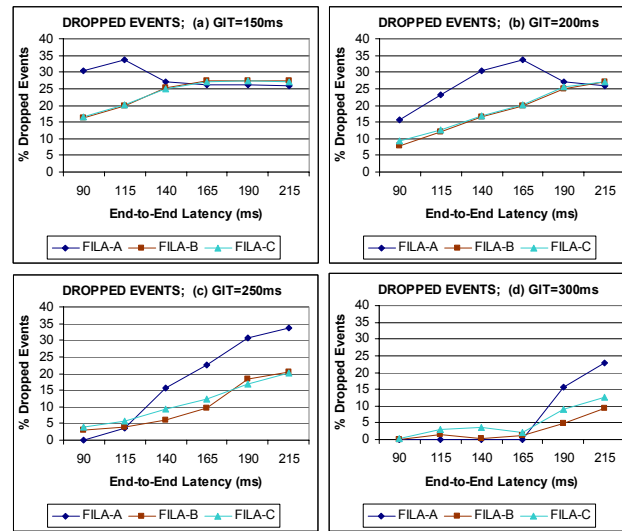 DROPPED EVENTS; (a) GIT=150ms
% Dropped Events
40
35
30
25
20
15
10
5
0
90 115 140 165 190 215
End-to-End Latency (ms)
FILA-A FILA-B FILA-C
DROPPED EVENTS; (b) GIT=200ms
% Dropped Events
40
35
30
25
20
15
10
5
0
90 115 140 165 190 215
End-to-End Latency (ms)
FILA-A FILA-B FILA-C
DROPPED EVENTS; (c) GIT=250ms
% Dropped Events
40
35
30
25
20
15
10
5
0
90 115 140 165 190 215
End-to-End Latency (ms)
FILA-A FILA-B FILA-C
DROPPED EVENTS; (d) GIT=300ms
% Dropped Events
40
35
30
25
20
15
10
5
0
90 115 140 165 190 215
End-to-End Latency (ms)
FILA-A FILA-B FILA-C